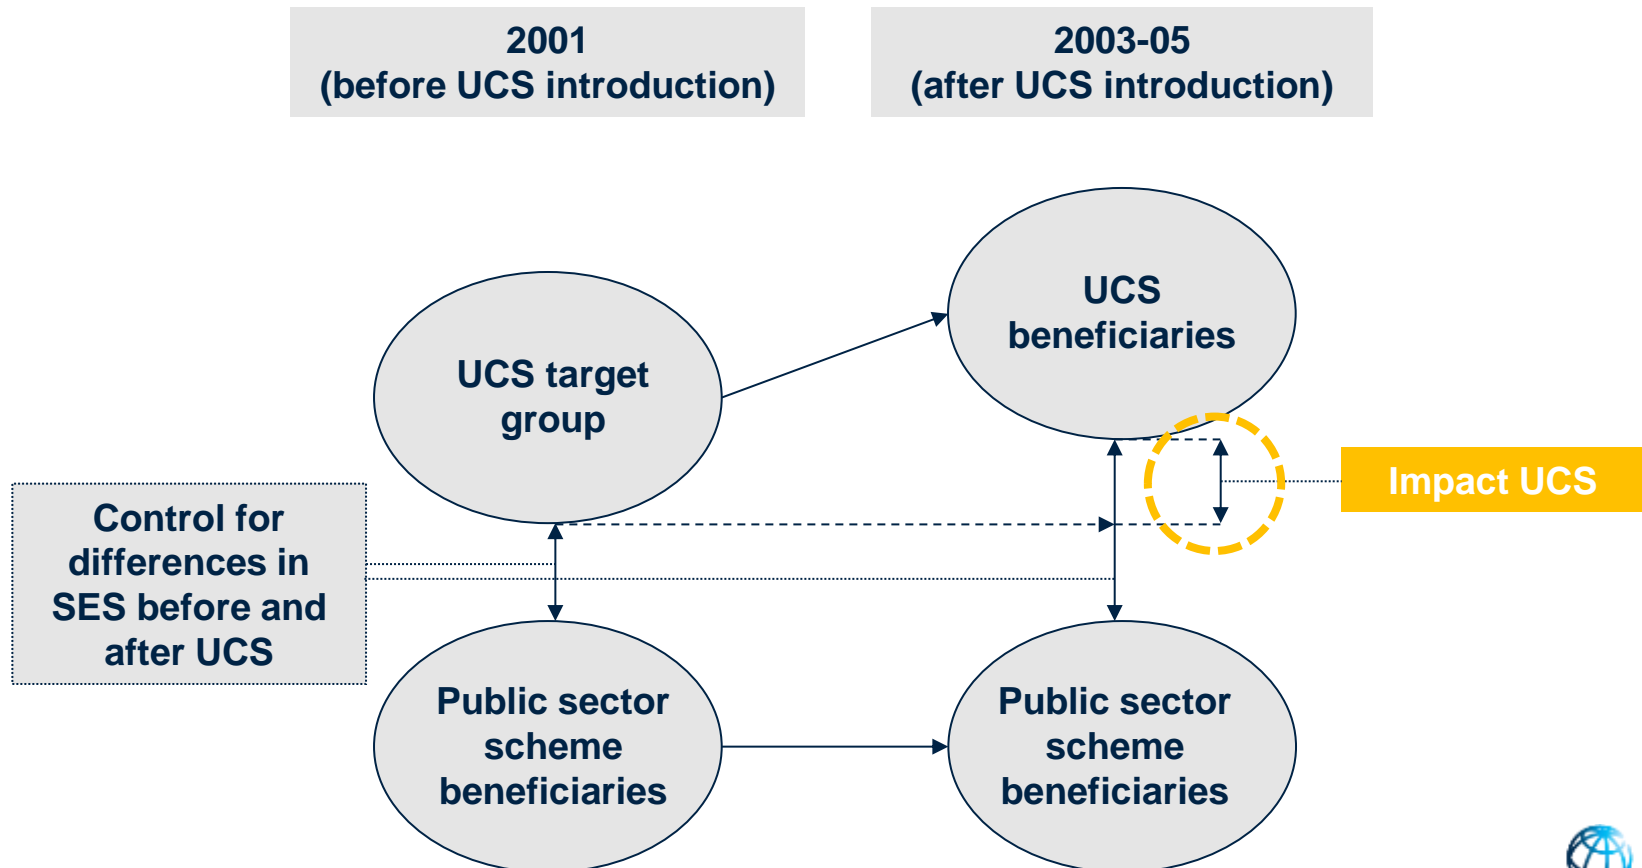 2001
(before UCS introduction)
2003-05
(after UCS introduction)
UCS
beneficiaries
UCS target
group
Impact UCS
Control for
differences in
SES before and
after UCS
Public sector
scheme
beneficiaries
Public sector
scheme
beneficiaries